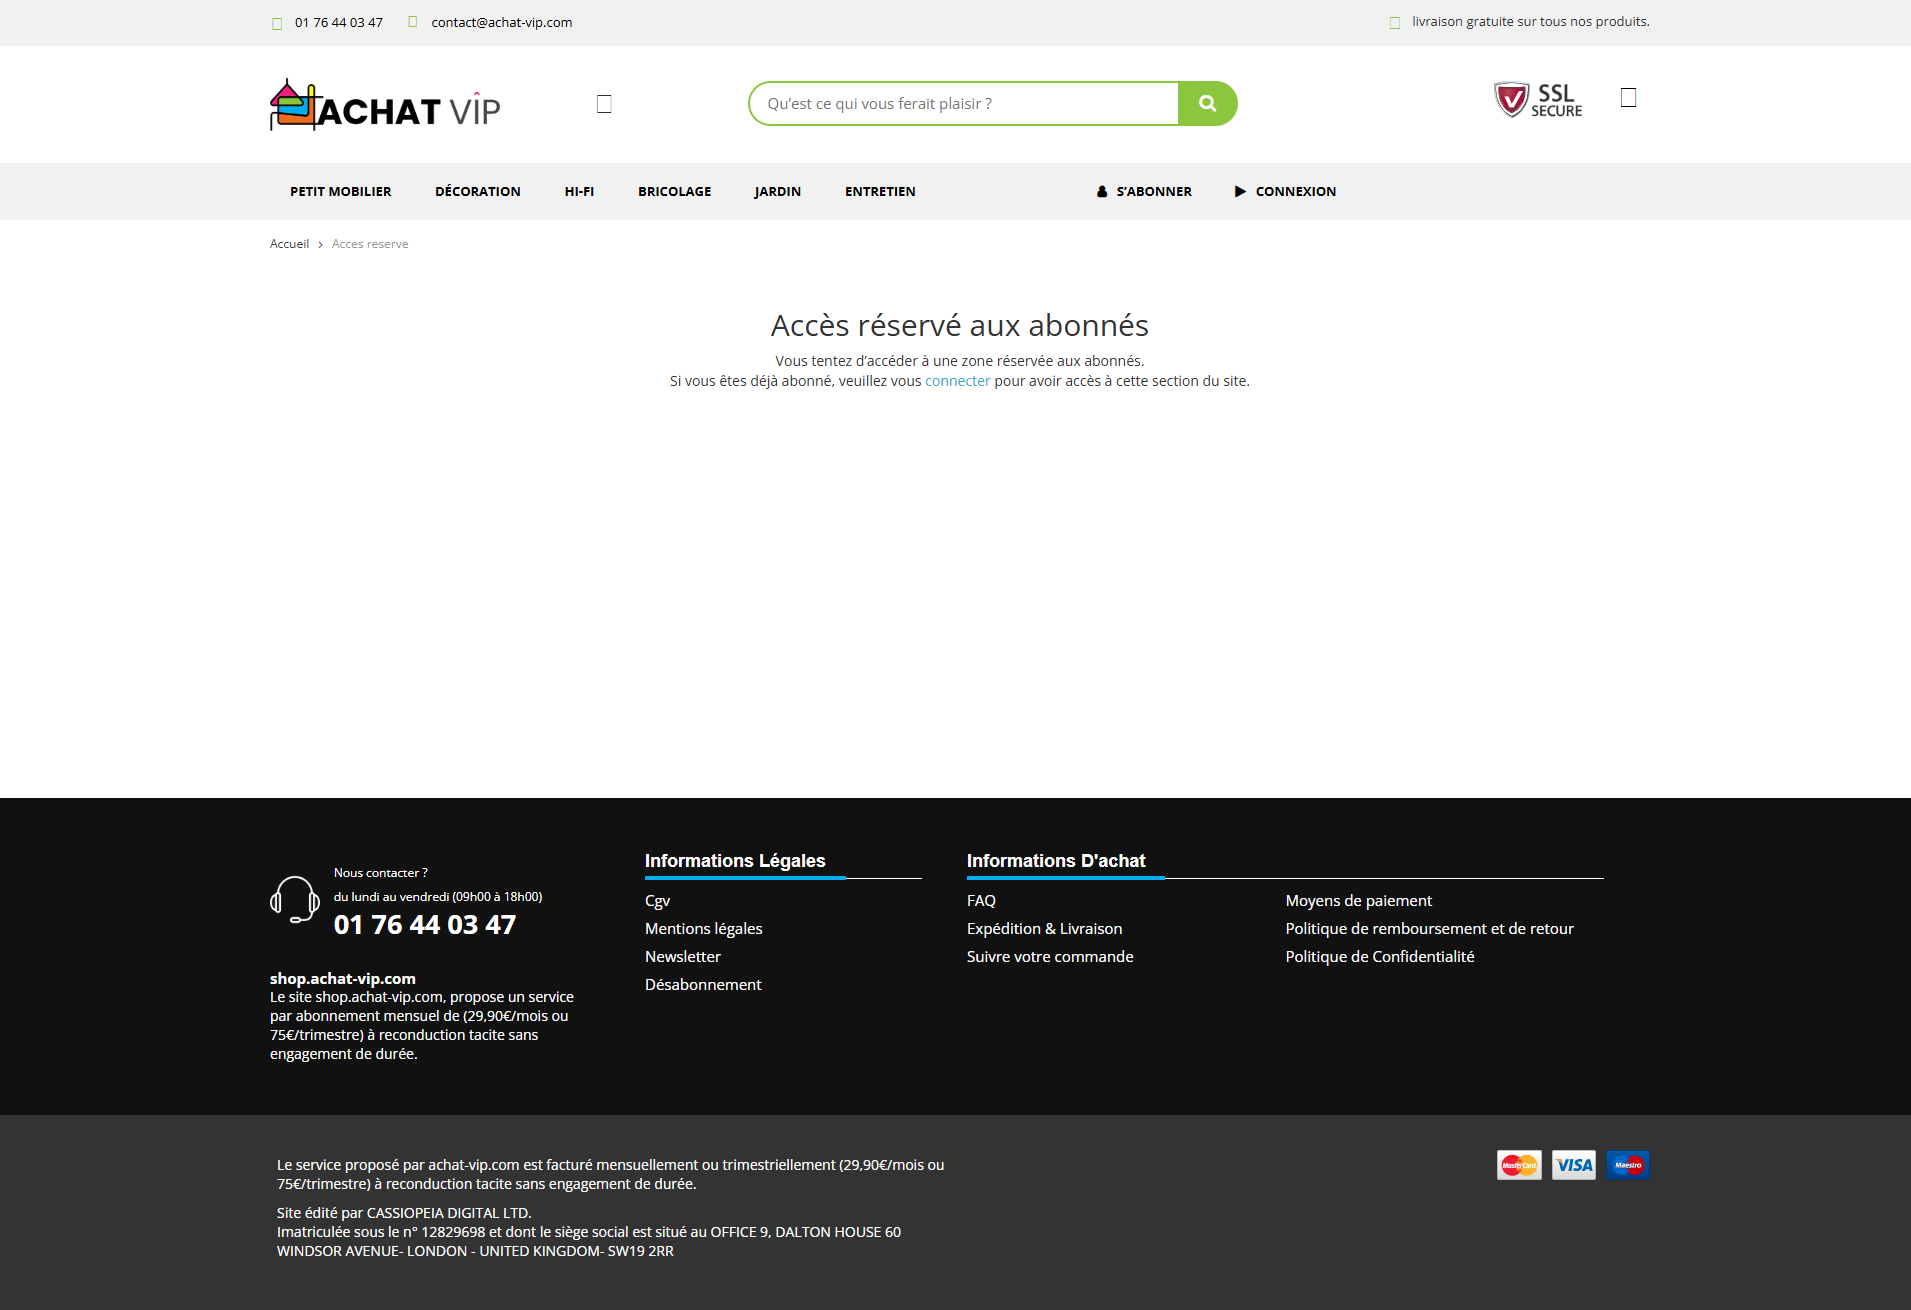 01 76 44 03 47
contact@achat-vip.com
livraison gratuite sur tous nos produits.
ACHAT VIP
Qu’est ce qui vous ferait plaisir ?
SSL
SECURE
PETIT MOBILIER
DÉCORATION
HI-FI
BRICOLAGE
JARDIN
ENTRETIEN
S’ABONNER
CONNEXION
Accueil > Acces reserve
Accès réservé aux abonnés
Vous tentez d’accéder à une zone réservée aux abonnés.
Si vous êtes déjà abonné, veuillez vous connecter pour avoir accès à cette section du site.
Nous contacter ?
du lundi au vendredi (09h00 à 18h00)
01 76 44 03 47
shop.achat-vip.com
Le site shop.achat-vip.com, propose un service
par abonnement mensuel de (29,90€/mois ou
75€/trimestre) à reconduction tacite sans
engagement de durée.
Informations Légales
Cgv
Mentions légales
Newsletter
Désabonnement
Informations D'achat
FAQ
Expédition & Livraison
Suivre votre commande
Moyens de paiement
Politique de remboursement et de retour
Politique de Confidentialité
Le service proposé par achat-vip.com est facturé mensuellement ou trimestriellement (29,90€/mois ou
75€/trimestre) à reconduction tacite sans engagement de durée.
Site édité par CASSIOPEIA DIGITAL LTD.
Imatriculée sous le n° 12829698 et dont le siège social est situé au OFFICE 9, DALTON HOUSE 60
WINDSOR AVENUE- LONDON - UNITED KINGDOM- SW19 2RR
MasterCard
VISA
Maestro